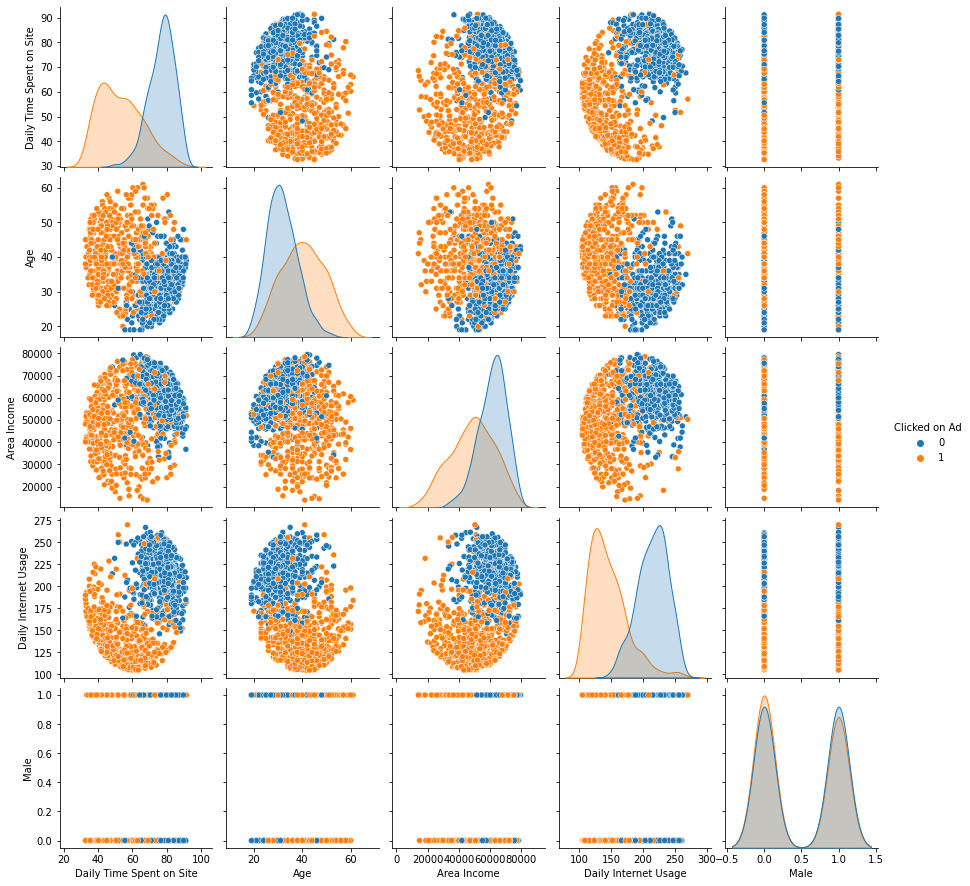 90
80
70
60
50
40
30
Daily Time Spent on Site
60
50
40
30
20
Age
80000
70000
60000
50000
40000
30000
20000
Area Income
Clicked on Ad
0
1
275
250
225
200
175
150
125
100
Daily Internet Usage
1.0
0.8
0.6
0.4
0.2
0.0
Male
20 40 60 80 100
Daily Time Spent on Site
20 40 60
Age
0 20000 40000 60000 80000
Area Income
100 150 200 250 300
Daily Internet Usage
−0.5 0.0 0.5 1.0 1.5
Male